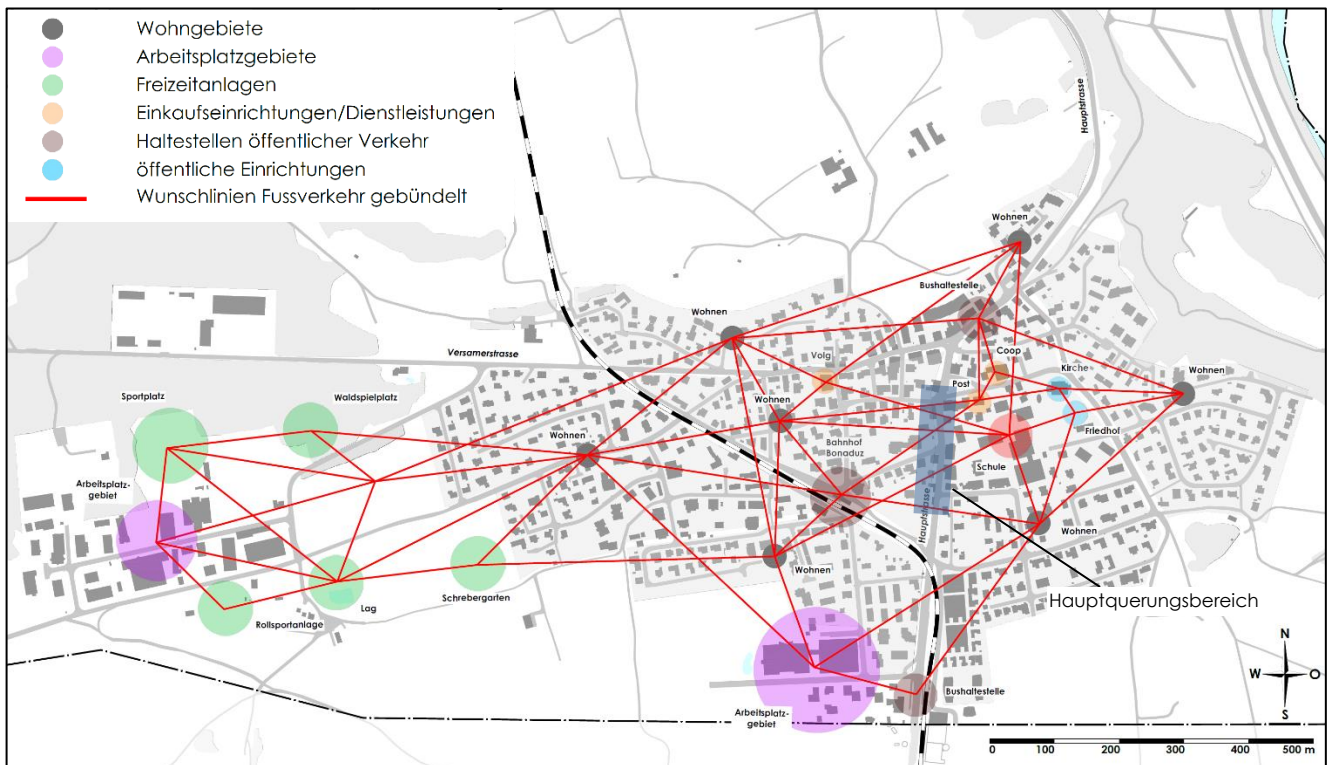 Wohngebiete
Arbeitsplatzgebiete
Freizeitanlagen
Einkaufseinrichtungen/Dienstleistungen
Haltestellen öffentlicher Verkehr
öffentliche Einrichtungen
Wunschlinien Fussverkehr gebündelt
Hauptstrasse
Wohnen
Bushaltestelle
Wohnen
Versamerstrasse
Volg
Coop
Kirche
Wohnen
Post
Sportplatz
Waldspielplatz
Wohnen
Wohnen
Friedhof
Bahnhof
Bonaduz
Schule
Arbeitsplatz-
gebiet
Hauptstrasse
Wohnen
Wohnen
Schrebergarten
Lag
Rollsportanlage
Hauptquerungsbereich
Bushaltestelle
Arbeitsplatz-
gebiet
N
W O
S
0 100 200 300 400 500 m